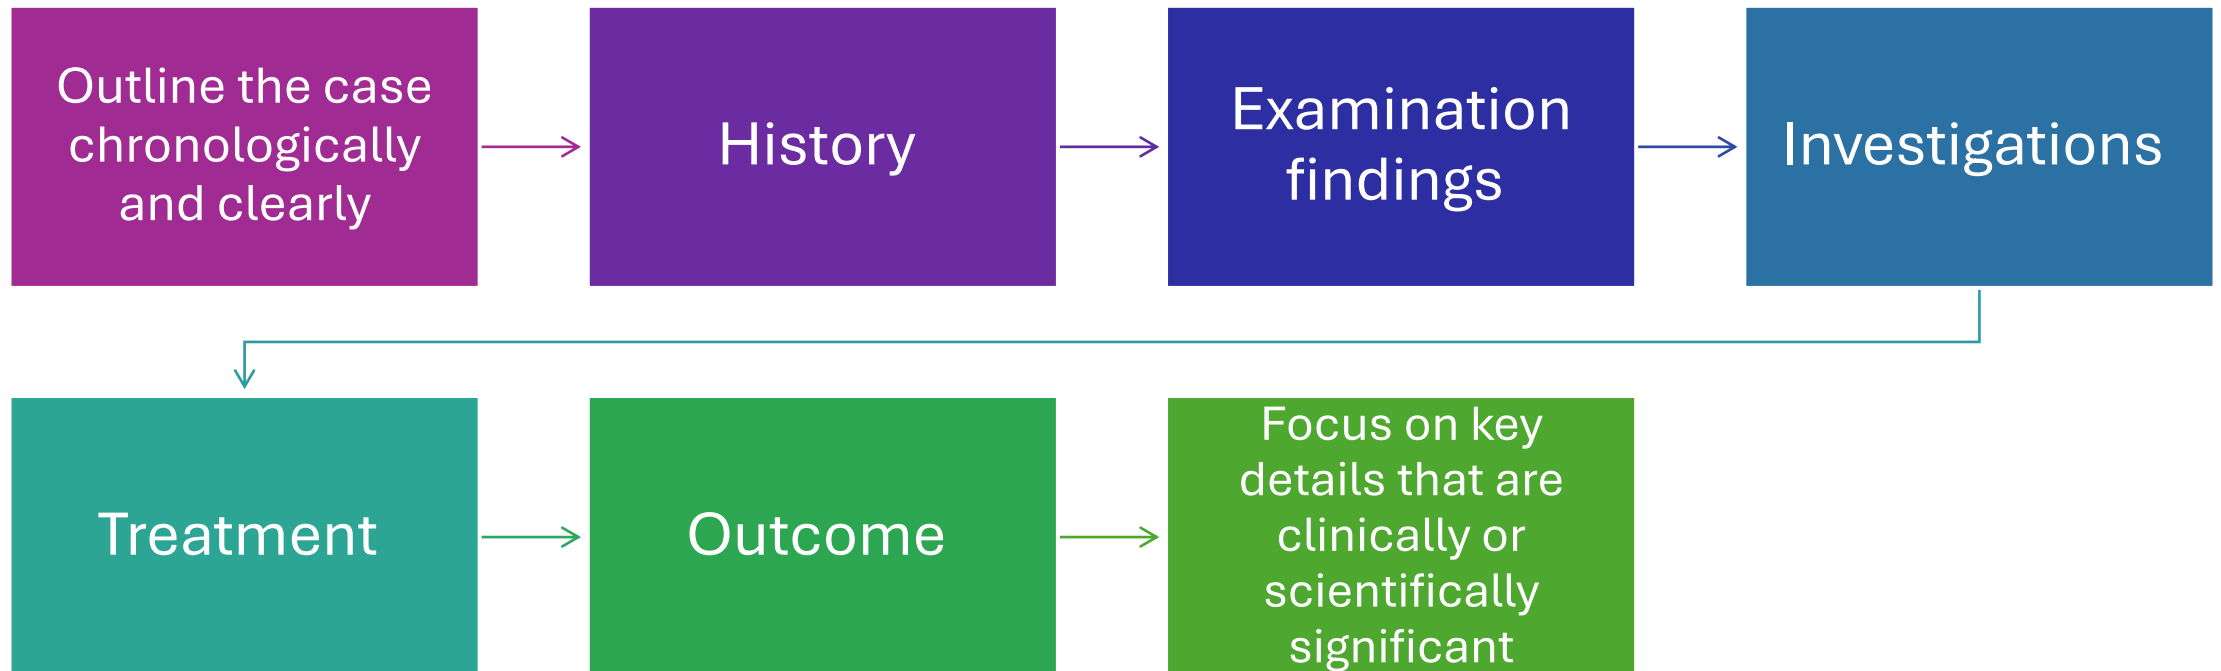 Outline the case
chronologically
and clearly
History
Examination
findings
Investigations
Treatment
Outcome
Focus on key
details that are
clinically or
scientifically
significant